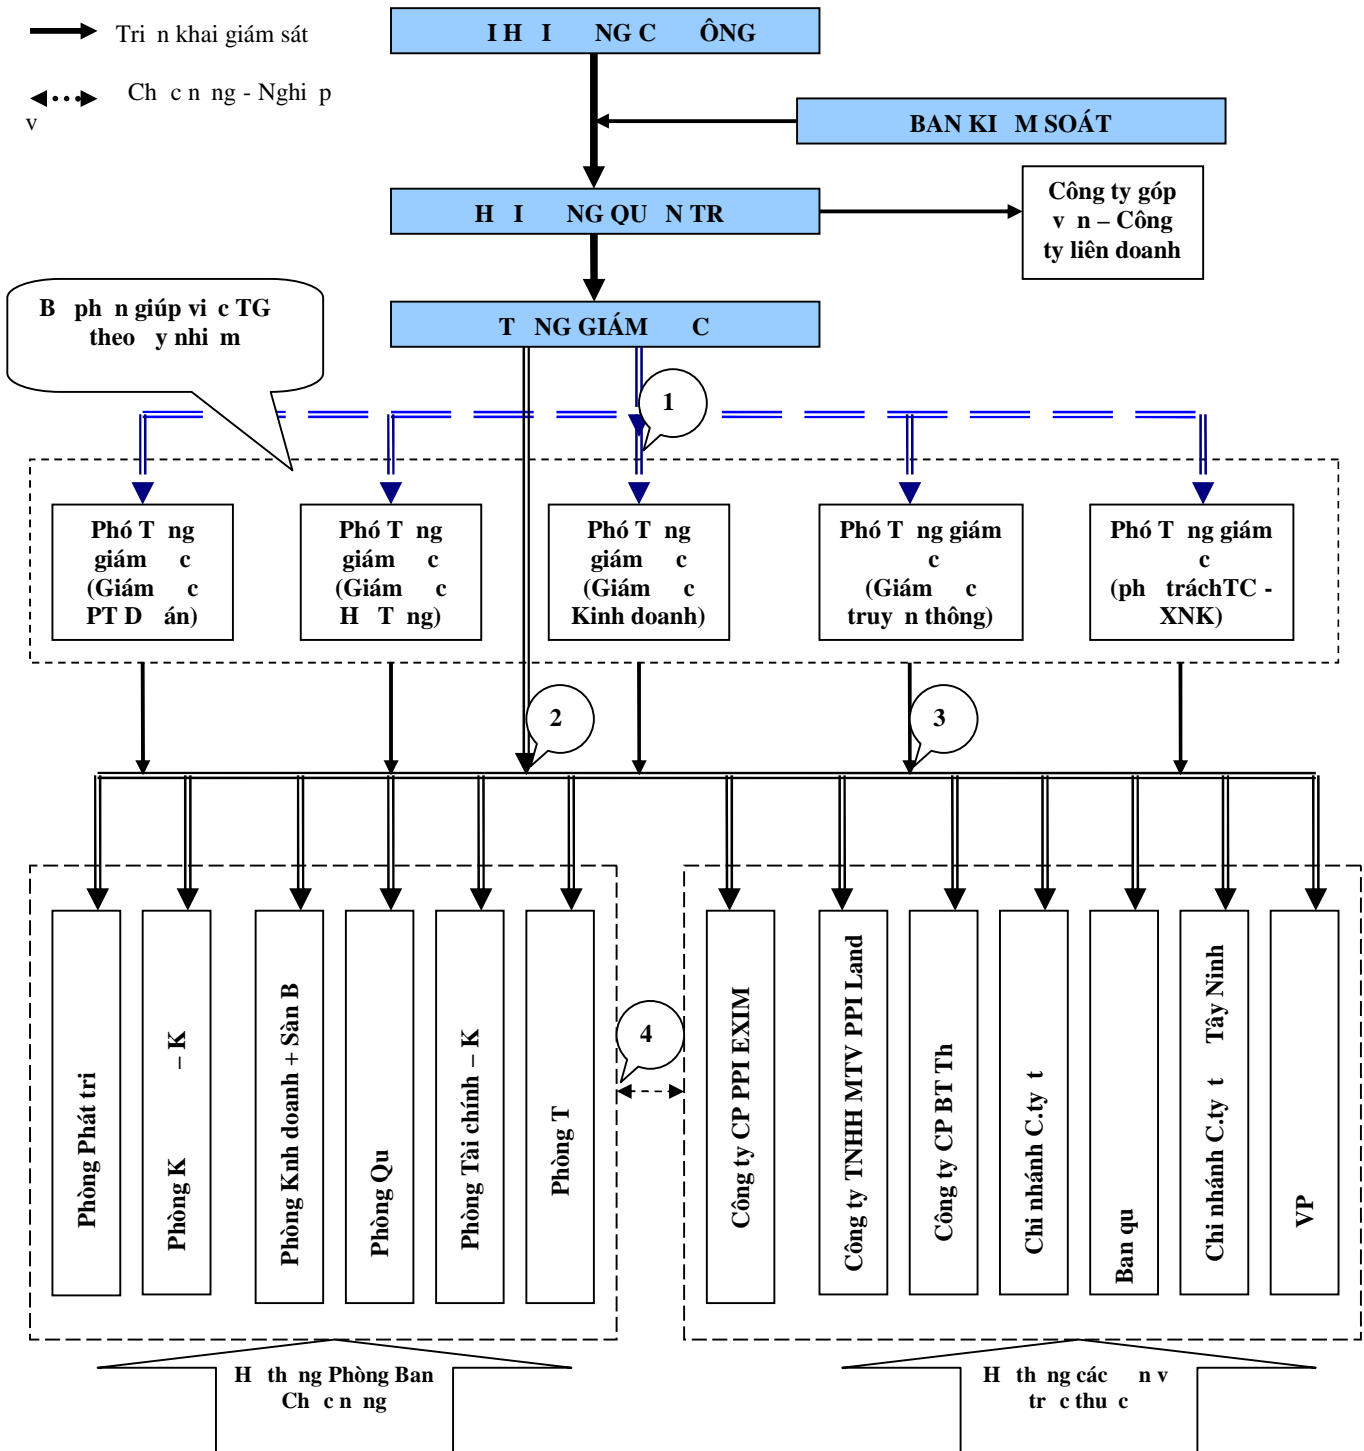 Tri n khai giám sát
Ch c n ng - Nghi p
v
I H I NG C ÔNG
BAN KI M SOÁT
H I NG QU N TR
Công ty góp
v n – Công
ty liên doanh
B ph n giúp vi c TG
theo y nhi m
T NG GIÁM C
1
Phó T ng
giám c
(Giám c
PT D án)
Phó T ng
giám c
(Giám c
H T ng)
Phó T ng
giám c
(Giám c
Kinh doanh)
Phó T ng giám
c
(Giám c
truy n thông)
Phó T ng giám
c
(ph tráchTC -
XNK)
2
3
Phòng Phát tri
Phòng K – K
Phòng Knh doanh + Sàn B
Phòng Qu
Phòng Tài chính – K
Phòng T
4
Công ty CP PPI EXIM
Công ty TNHH MTV PPI Land
Công ty CP BT Th
Chi nhánh C.ty t
Ban qu
Chi nhánh C.ty t Tây Ninh
VP
H th ng Phòng Ban
Ch c n ng
H th ng các n v
tr c thu c